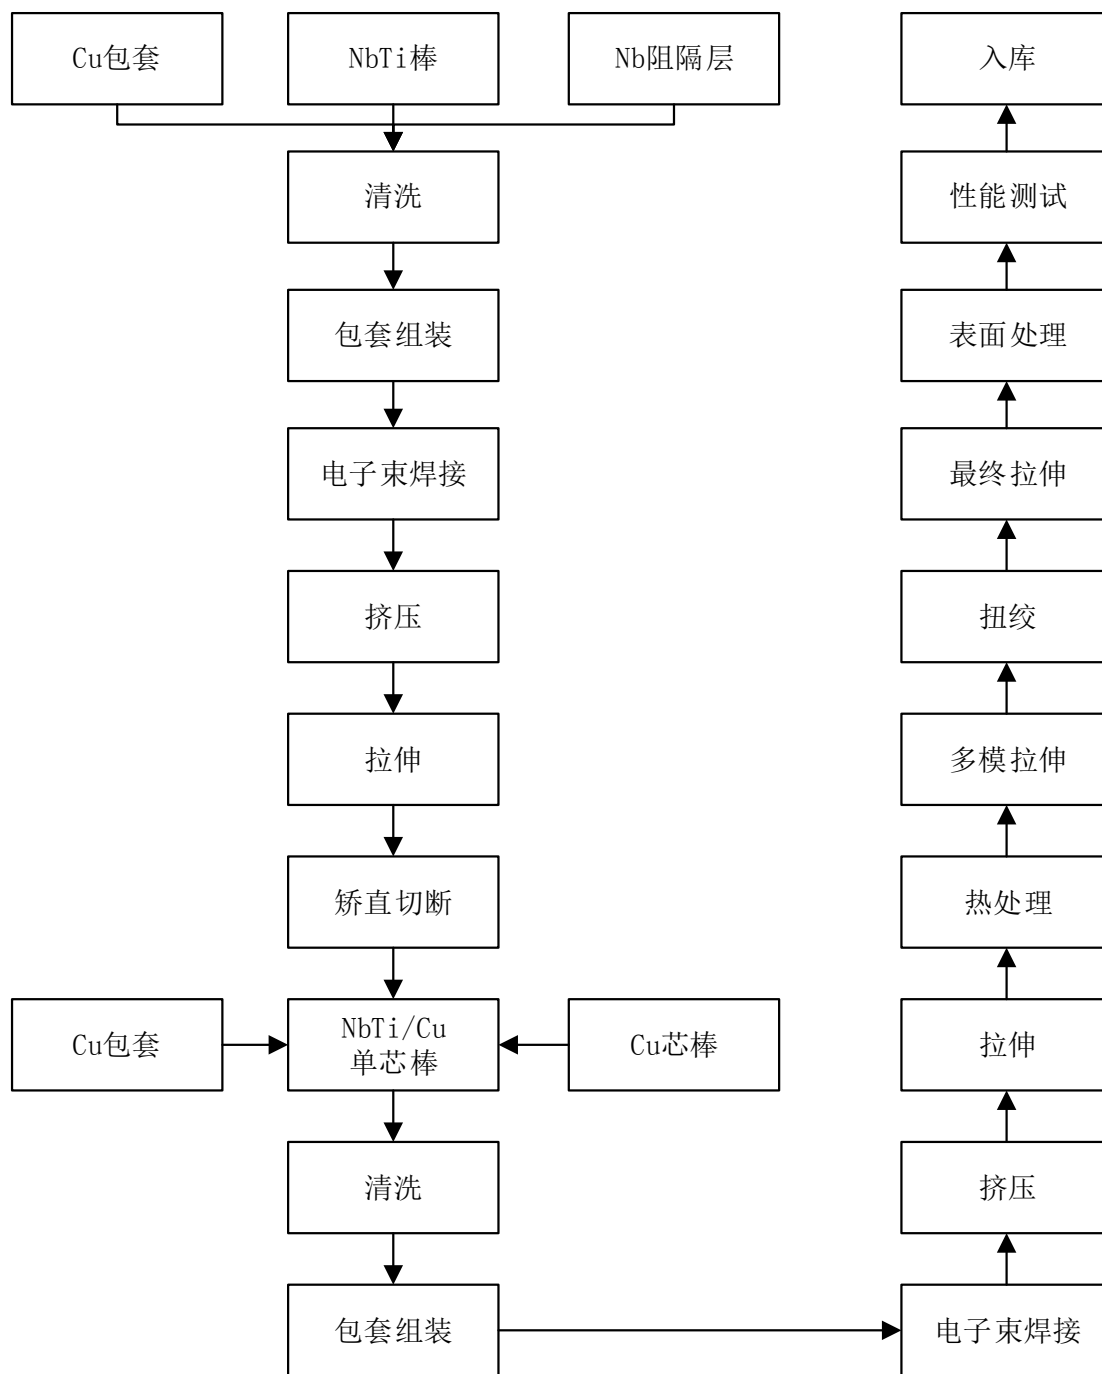 Cu包套
NbTi棒
Nb阻隔层
入库
清洗
性能测试
包套组装
表面处理
电子束焊接
最终拉伸
挤压
扭绞
拉伸
多模拉伸
矫直切断
热处理
Cu包套
NbTi/Cu
单芯棒
Cu芯棒
拉伸
清洗
挤压
包套组装
电子束焊接